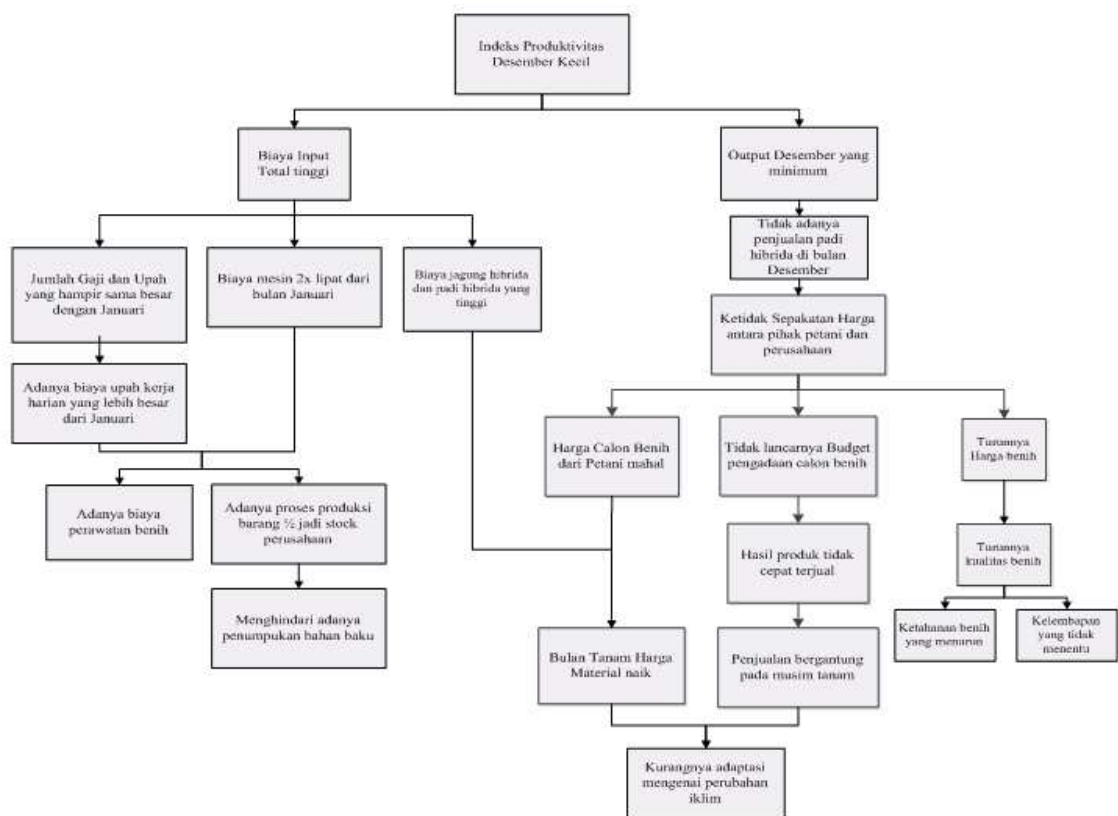 Indeks Produktivitas
Desember Kecil
Biaya Input
Total tinggi
Output Desember yang
minimum
Tidak adanya
penjualan padi
hibrida di bulan
Desember
Jumlah Gaji dan Upah
yang hampir sama besar
dengan Januari
Biaya mesin 2x lipat dari
bulan Januari
Biaya jagung hibrida
dan padi hibrida yang
tinggi
Ketidak Sepakatan Harga
antara pihak petani dan
perusahaan
Adanya biaya upah kerja
harian yang lebih besar
dari Januari
Harga Calon Benih
dari Petani mahal
Tidak lancarnya Budget
pengadaan calon benih
Turunnya
Harga benih
Adanya biaya
perawatan benih
Adanya proses produksi
barang ½ jadi stock
perusahaan
Hasil produk tidak
cepat terjual
Turunnya
kualitas benih
Menghindari adanya
penumpukan bahan baku
Bulan Tanam Harga
Material naik
Penjualan bergantung
pada musim tanam
Ketahanan benih
yang menurun
Kelembapan
yang tidak
menentu
Kurangnya adaptasi
mengenai perubahan
iklim